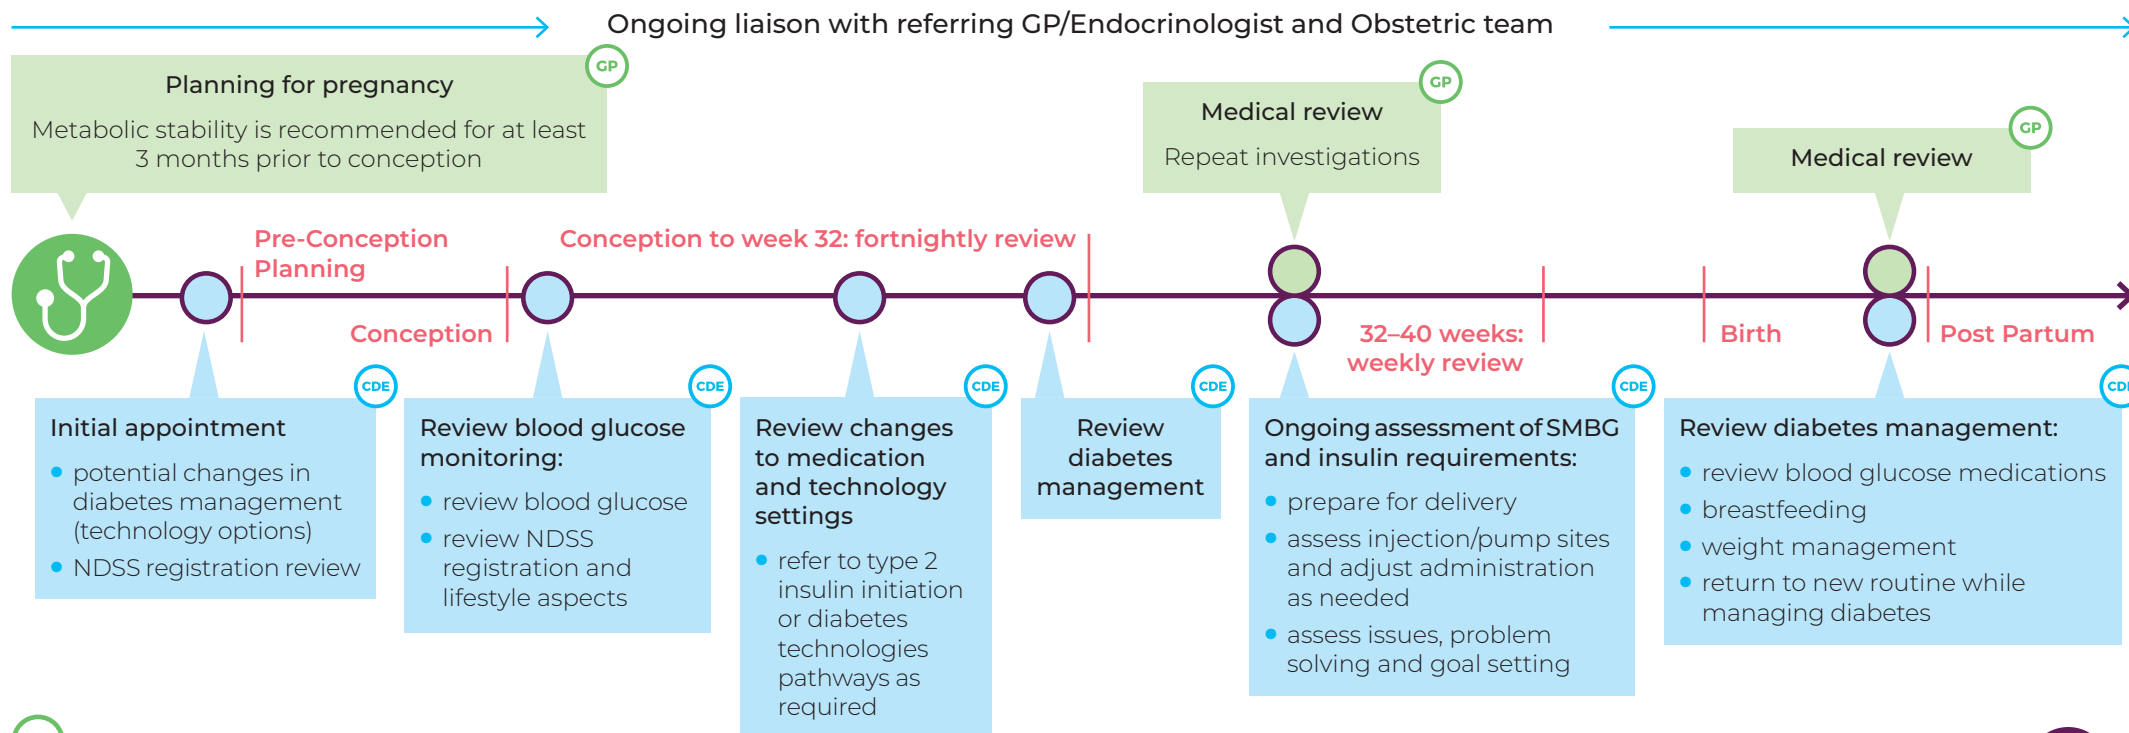 Ongoing liaison with referring GP/Endocrinologist and Obstetric team
GP
Planning for pregnancy
Metabolic stability is recommended for at least
3 months prior to conception
GP
Medical review
Repeat investigations
GP
Medical review
Pre-Conception
Planning
Conception
Conception to week 32: fortnightly review
32–40 weeks:
weekly review
Birth
Post Partum
CDE
Initial appointment
• potential changes in
diabetes management
(technology options)
• NDSS registration review
CDE
Review blood glucose
monitoring:
• review blood glucose
• review NDSS
registration and
lifestyle aspects
CDE
Review changes
to medication
and technology
settings
• refer to type 2
insulin initiation
or diabetes
technologies
pathways as
required
CDE
Review
diabetes
management
CDE
Ongoing assessment of SMBG
and insulin requirements:
• prepare for delivery
• assess injection/pump sites
and adjust administration
as needed
• assess issues, problem
solving and goal setting
CDE
Review diabetes management:
• review blood glucose medications
• breastfeeding
• weight management
• return to new routine while
managing diabetes